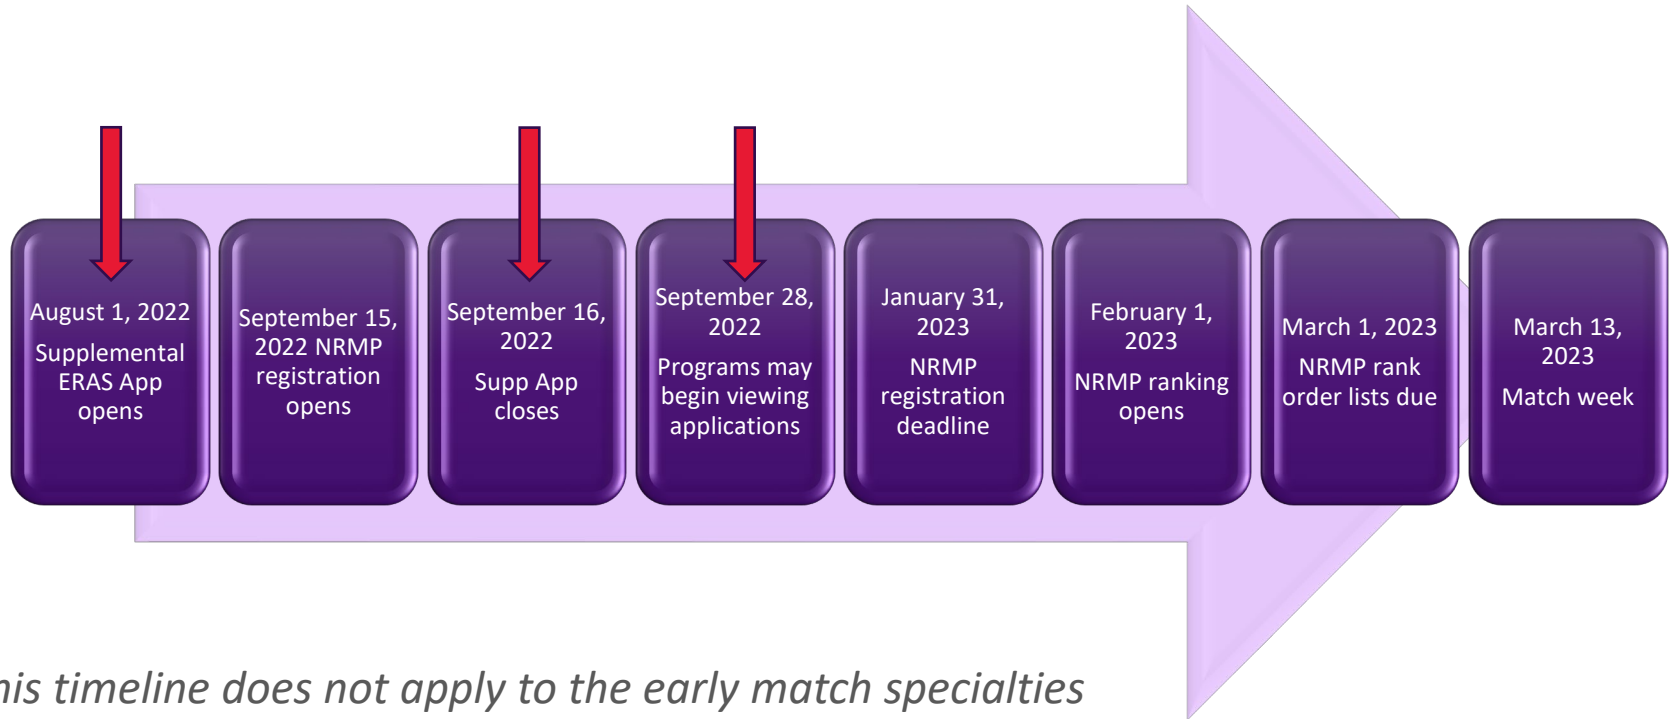 August 1, 2022
Supplemental
ERAS App
opens
September 15,
2022 NRMP
registration
opens
September 16,
2022
Supp App
closes
September 28,
2022
Programs may
begin viewing
applications
January 31,
2023
NRMP
registration
deadline
February 1,
2023
NRMP ranking
opens
March 1, 2023
NRMP rank
order lists due
March 13,
2023
Match week
his timeline does not apply to the early match specialties